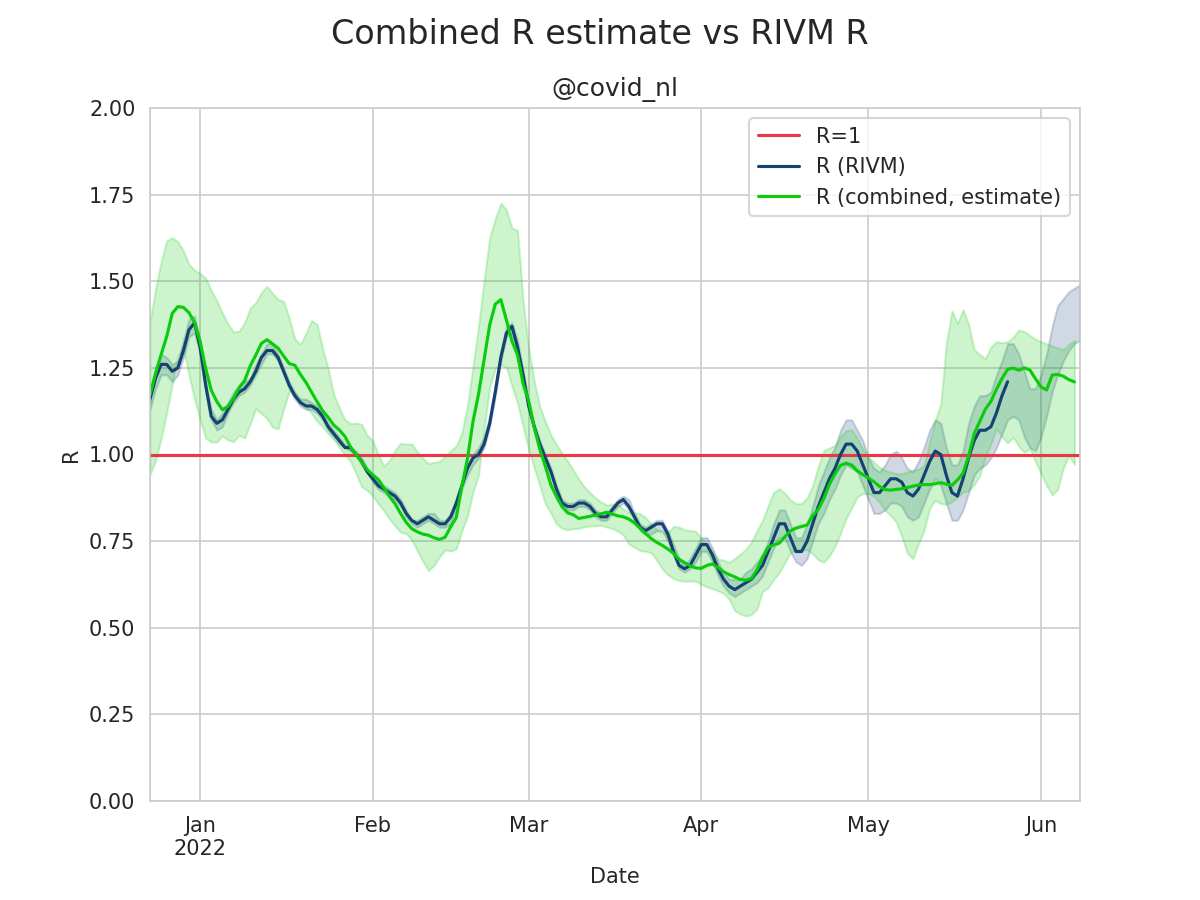 Combined R estimate vs RIVM R
@covid_nl
R=1
R (RIVM)
R (combined, estimate)
2.00
1.75
1.50
1.25
1.00
0.75
0.50
0.25
0.00
R
Jan
2022
Feb
Mar
Apr
May
Jun
Date